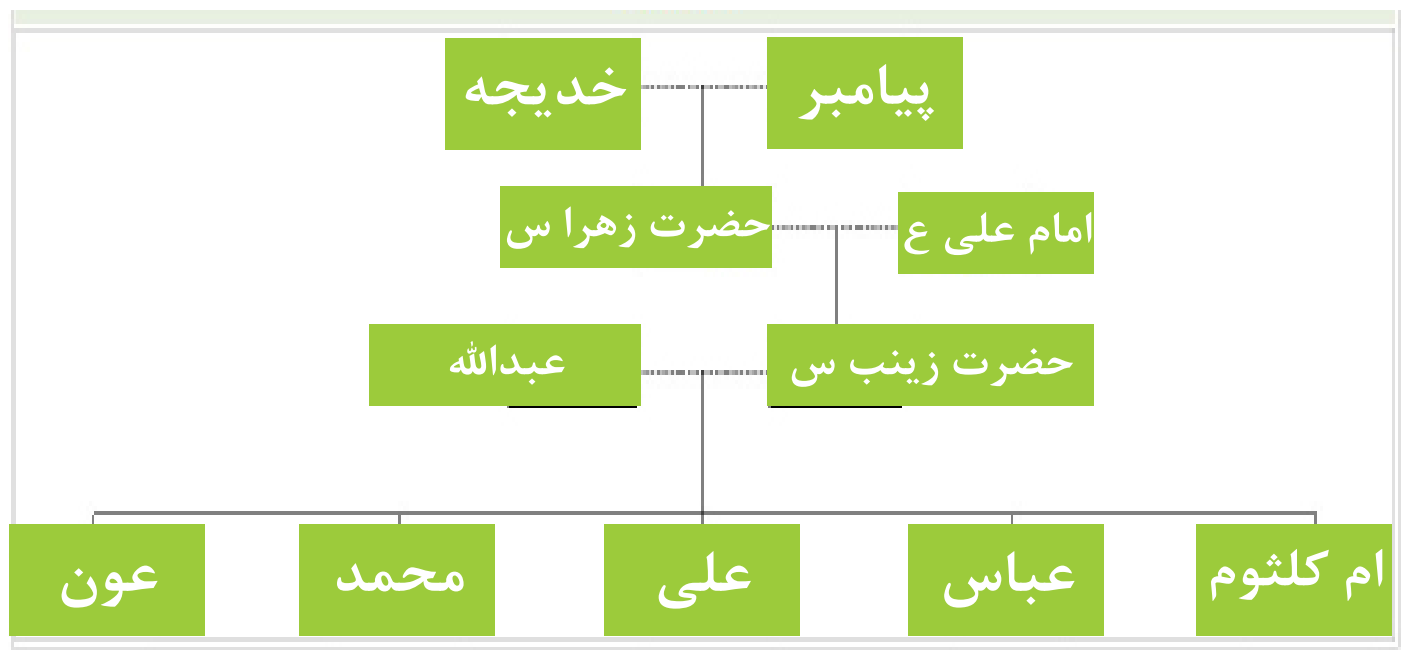 پیامبر
خدیجه
امام علی ع
حضرت زهرا س
حضرت زینب س
عبدالله
ام کلثوم
عباس
علی
محمد
عون